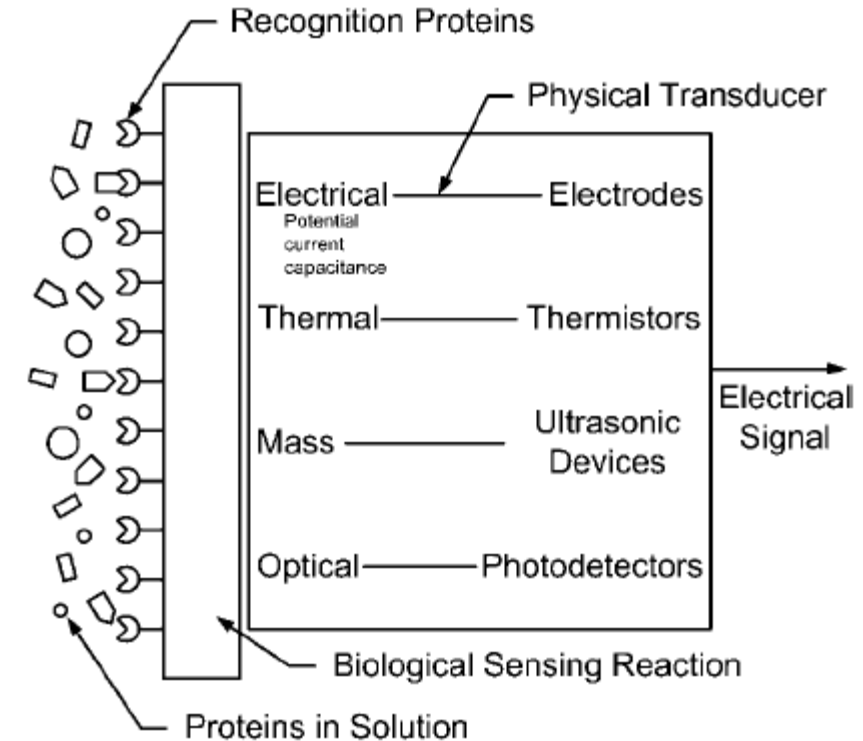 Recognition Proteins
Physical Transducer
Electrical
Electrodes
Potential
current
capacitance
Thermal
Thermistors
Mass
Ultrasonic
Devices
Optical
Photodetectors
Electrical
Signal
Biological Sensing Reaction
Proteins in Solution